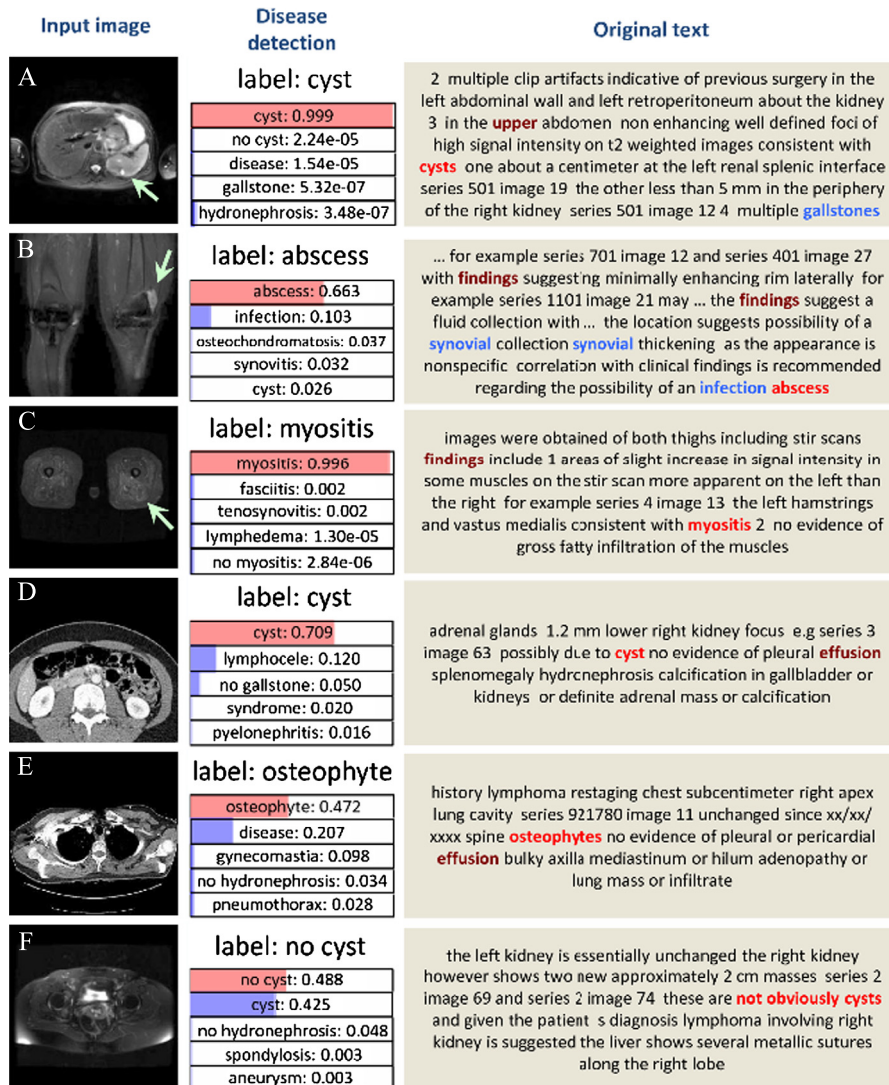 Input image
Disease
detection
Original text
A
label: cyst
cyst: 0.999
no cyst: 2.24e-05
disease: 1.54e-05
gallstone: 5.32e-07
hydronephrosis: 3.48e-07
2 multiple clip artifacts indicative of previous surgery in the
left abdominal wall and left retroperitoneum about the kidney
3 in the upper abdomen non enhancing well defined foci of
high signal intensity on t2 weighted images consistent with
cysts one about a centimeter at the left renal splenic interface
series 501 image 19 the other less than 5 mm in the periphery
of the right kidney series 501 image 12 4 multiple gallstones
B
label: abscess
abscess: 0.663
infection: 0.103
osteochondromatosis: 0.037
synovitis: 0.032
cyst: 0.026
... for example series 701 image 12 and series 401 image 27
with findings suggesting minimally enhancing rim laterally for
example series 1101 image 21 may ... the findings suggest a
fluid collection with ... the location suggests possibility of a
synovial collection synovial thickening as the appearance is
nonspecific correlation with clinical findings is recommended
regarding the possibility of an infection abscess
C
label: myositis
myositis: 0.996
fasciitis: 0.002
tenosynovitis: 0.002
lymphedema: 1.30e-05
no myositis: 2.84e-06
images were obtained of both thighs including stir scans
findings include 1 areas of slight increase in signal intensity in
some muscles on the stir scan more apparent on the left than
the right for example series 4 image 13 the left hamstrings
and vastus medialis consistent with myositis 2 no evidence of
gross fatty infiltration of the muscles
D
label: cyst
cyst: 0.709
lymphocele: 0.120
no gallstone: 0.050
syndrome: 0.020
pyelonephritis: 0.016
adrenal glands 1.2 mm lower right kidney focus e.g series 3
image 63 possibly due to cyst no evidence of pleural effusion
splenomegaly hydronephrosis calcification in gallbladder or
kidneys or definite adrenal mass or calcification
E
label: osteophyte
osteophyte: 0.472
disease: 0.207
gynecomastia: 0.098
no hydronephrosis: 0.034
pneumothorax: 0.028
history lymphoma restaging chest subcentimeter right apex
lung cavity series 921780 image 11 unchanged since xx/xx/
xxxx spine osteophytes no evidence of pleural or pericardial
effusion bulky axilla mediastinum or hilum adenopathy or
lung mass or infiltrate
F
label: no cyst
no cyst: 0.488
cyst: 0.425
no hydronephrosis: 0.048
spondylosis: 0.003
aneurysm: 0.003
the left kidney is essentially unchanged the right kidney
however shows two new approximately 2 cm masses series 2
image 69 and series 2 image 74 these are not obviously cysts
and given the patient s diagnosis lymphoma involving right
kidney is suggested the liver shows several metallic sutures
along the right lobe